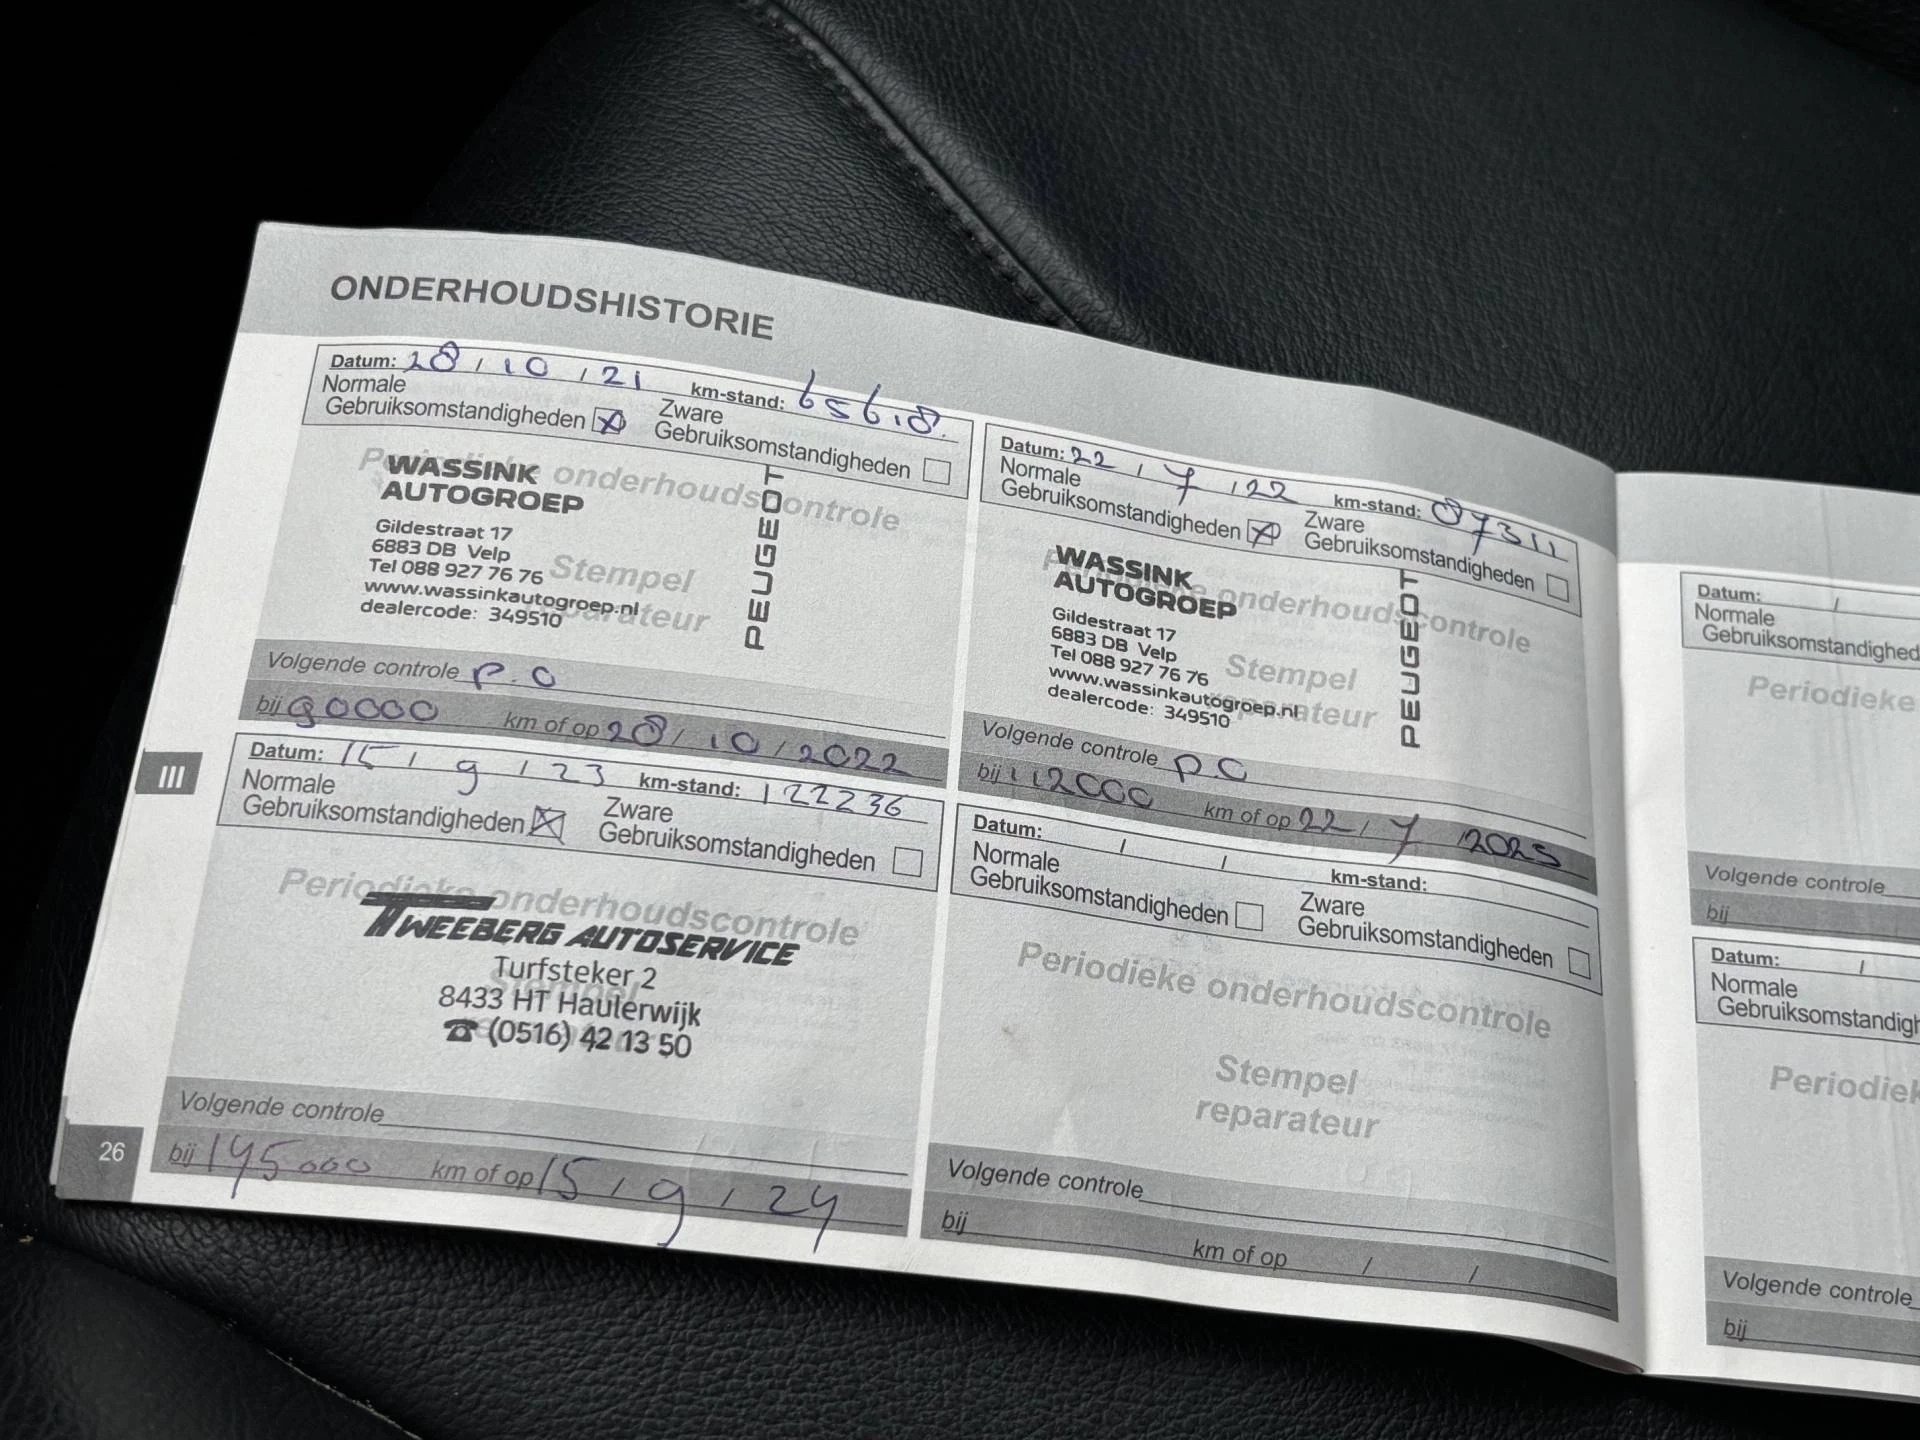 ONDERHOUDSHISTORIE
Datum: 28 / 10 / 21 km-stand: 65618.
Normale Gebruiksomstandigheden Zware Gebruiksomstandigheden
Periodieke onderhoudscontrole
WASSINK
AUTOGROEP
Gildestraat 17
6883 DB Velp
Tel 088 927 76 76
www.wassinkautogroep.nl
dealercode: 349510
PEUGEOT
Stempel
reparateur
Volgende controle P.O
bij 90000 km of op 28 / 10 / 2022
Datum: 22 / 7 / 22 km-stand: 87311
Normale Gebruiksomstandigheden Zware Gebruiksomstandigheden
Periodieke onderhoudscontrole
WASSINK
AUTOGROEP
Gildestraat 17
6883 DB Velp
Tel 088 927 76 76
www.wassinkautogroep.nl
dealercode: 349510
PEUGEOT
Stempel
reparateur
Volgende controle P.O
bij 112000 km of op 22 / 7 / 2023
III
Datum: 15 / 9 / 23 km-stand: 122236
Normale Gebruiksomstandigheden Zware Gebruiksomstandigheden
Periodieke onderhoudscontrole
TWEEBERG AUTOSERVICE
Turfsteker 2
8433 HT Haulerwijk
☎ (0516) 42 13 50
Stempel
Volgende controle
bij 145000 km of op 15 / 9 / 24
Datum: / / km-stand:
Normale Gebruiksomstandigheden Zware Gebruiksomstandigheden
Periodieke onderhoudscontrole
Stempel
reparateur
Volgende controle
bij km of op / /
26
Datum: /
Normale
Periodieke
Volgende controle
bij
Datum: /
Normale
Volgende controle
bij